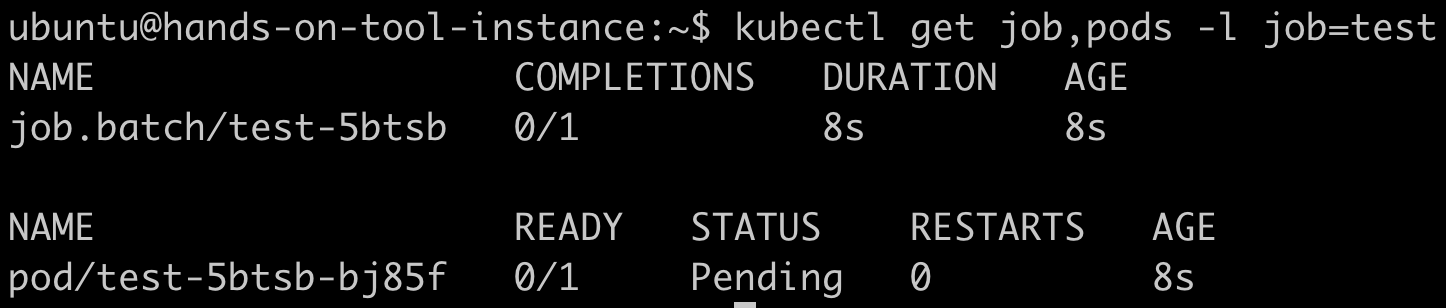 ubuntu@hands-on-tool-instance:~$ kubectl get job,pods -l job=test
NAME COMPLETIONS DURATION AGE
job.batch/test-5btsb 0/1 8s 8s
NAME READY STATUS RESTARTS AGE
pod/test-5btsb-bj85f 0/1 Pending 0 8s